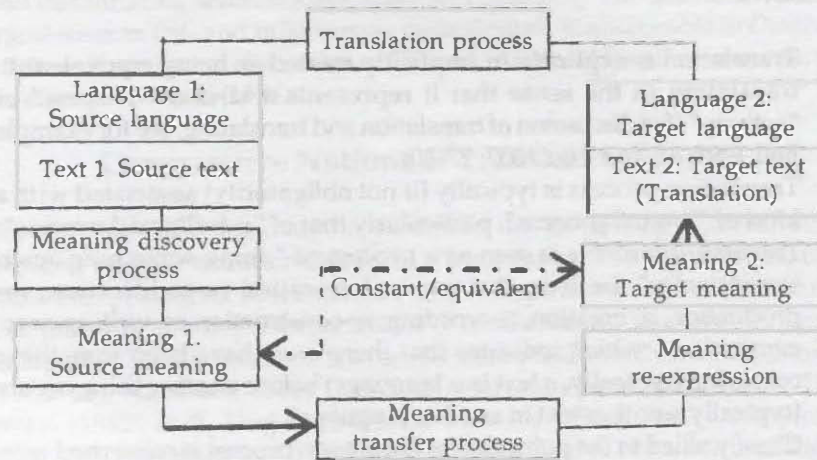 Translation process
Language 1:
Source language
Text 1 Source text
Meaning discovery
process
Meaning 1:
Source meaning
Constant/equivalent
Meaning
transfer process
Language 2:
Target language
Text 2: Target text
(Translation)
Meaning 2:
Target meaning
Meaning
re-expression